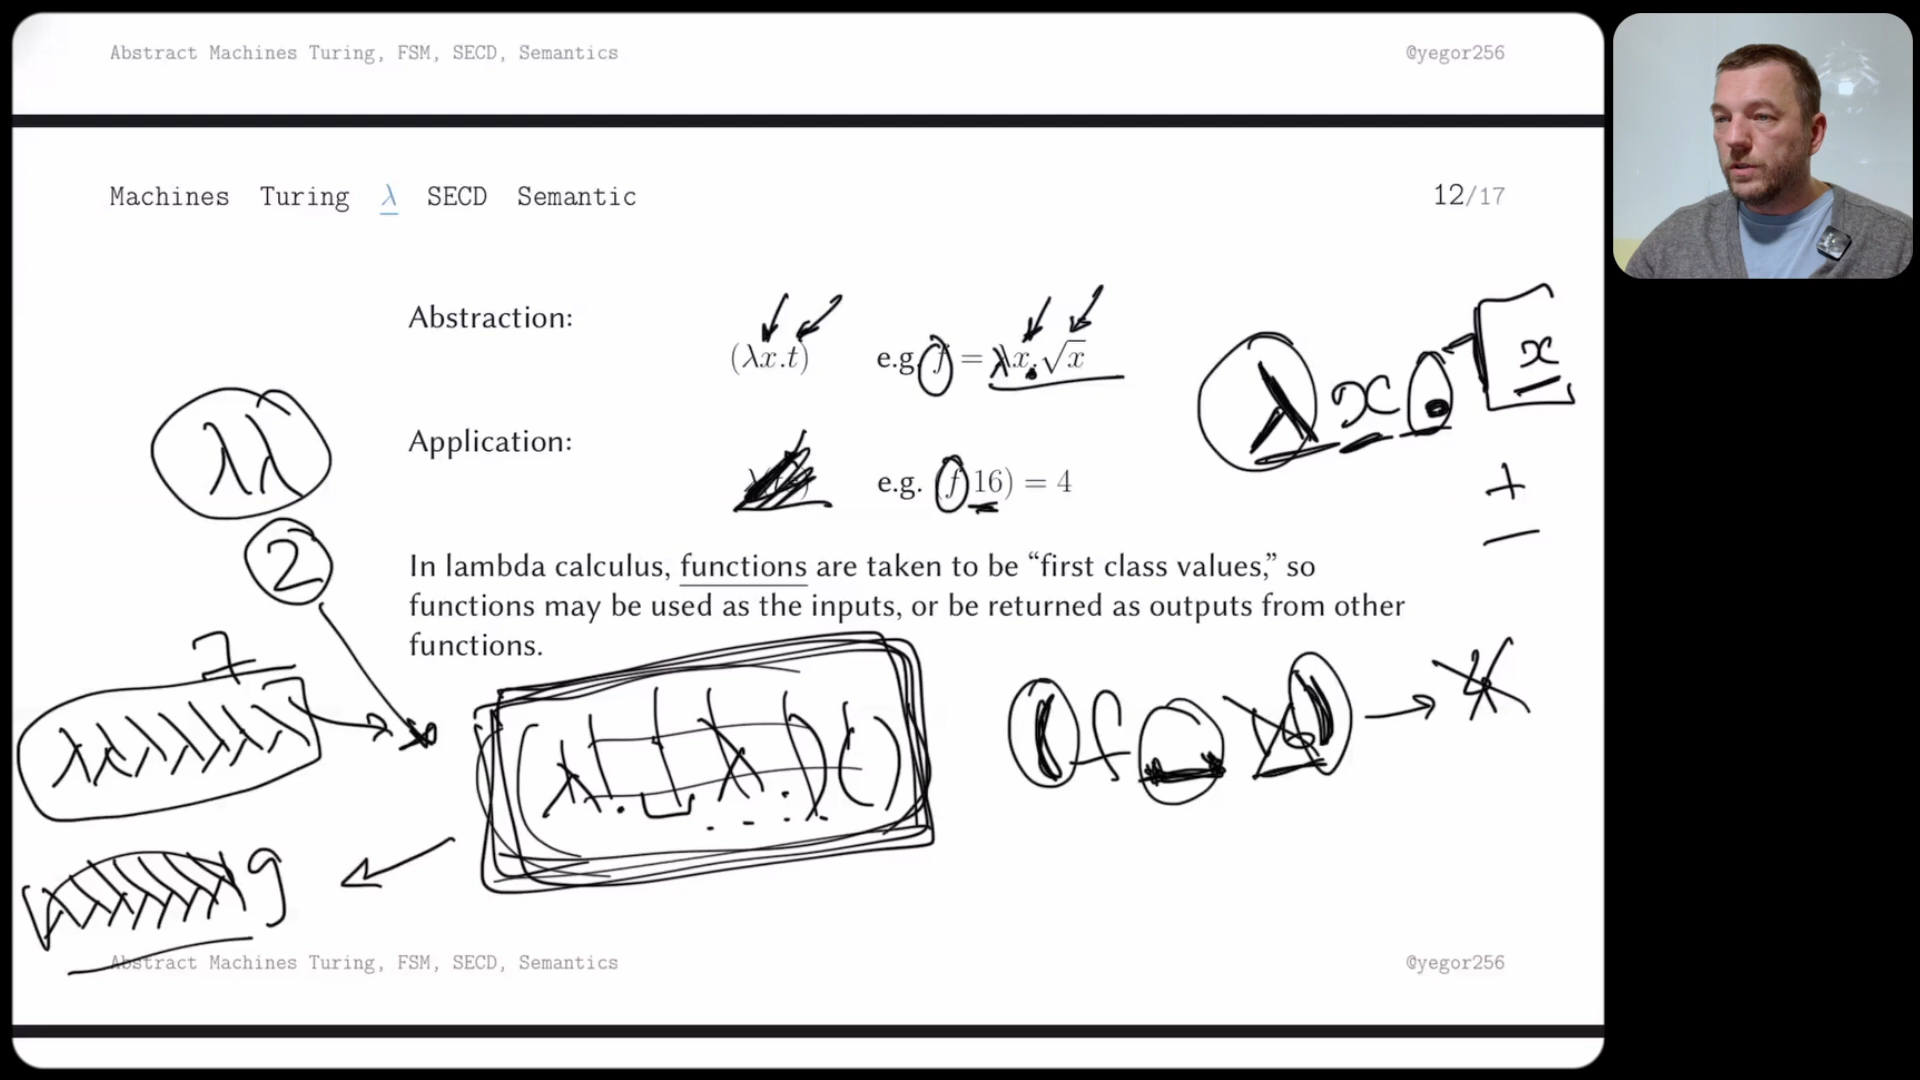 Abstract Machines Turing, FSM, SECD, Semantics @yegor256
Machines Turing λ SECD Semantic 12/17
Abstraction: (λx.t) e.g. f = λx.√x
λx. x
+
Application: e.g. (f 16) = 4
λλ
2
In lambda calculus, functions are taken to be “first class values,” so
functions may be used as the inputs, or be returned as outputs from other
functions.
7
λλλλλλλ
9
Abstract Machines Turing, FSM, SECD, Semantics @yegor256